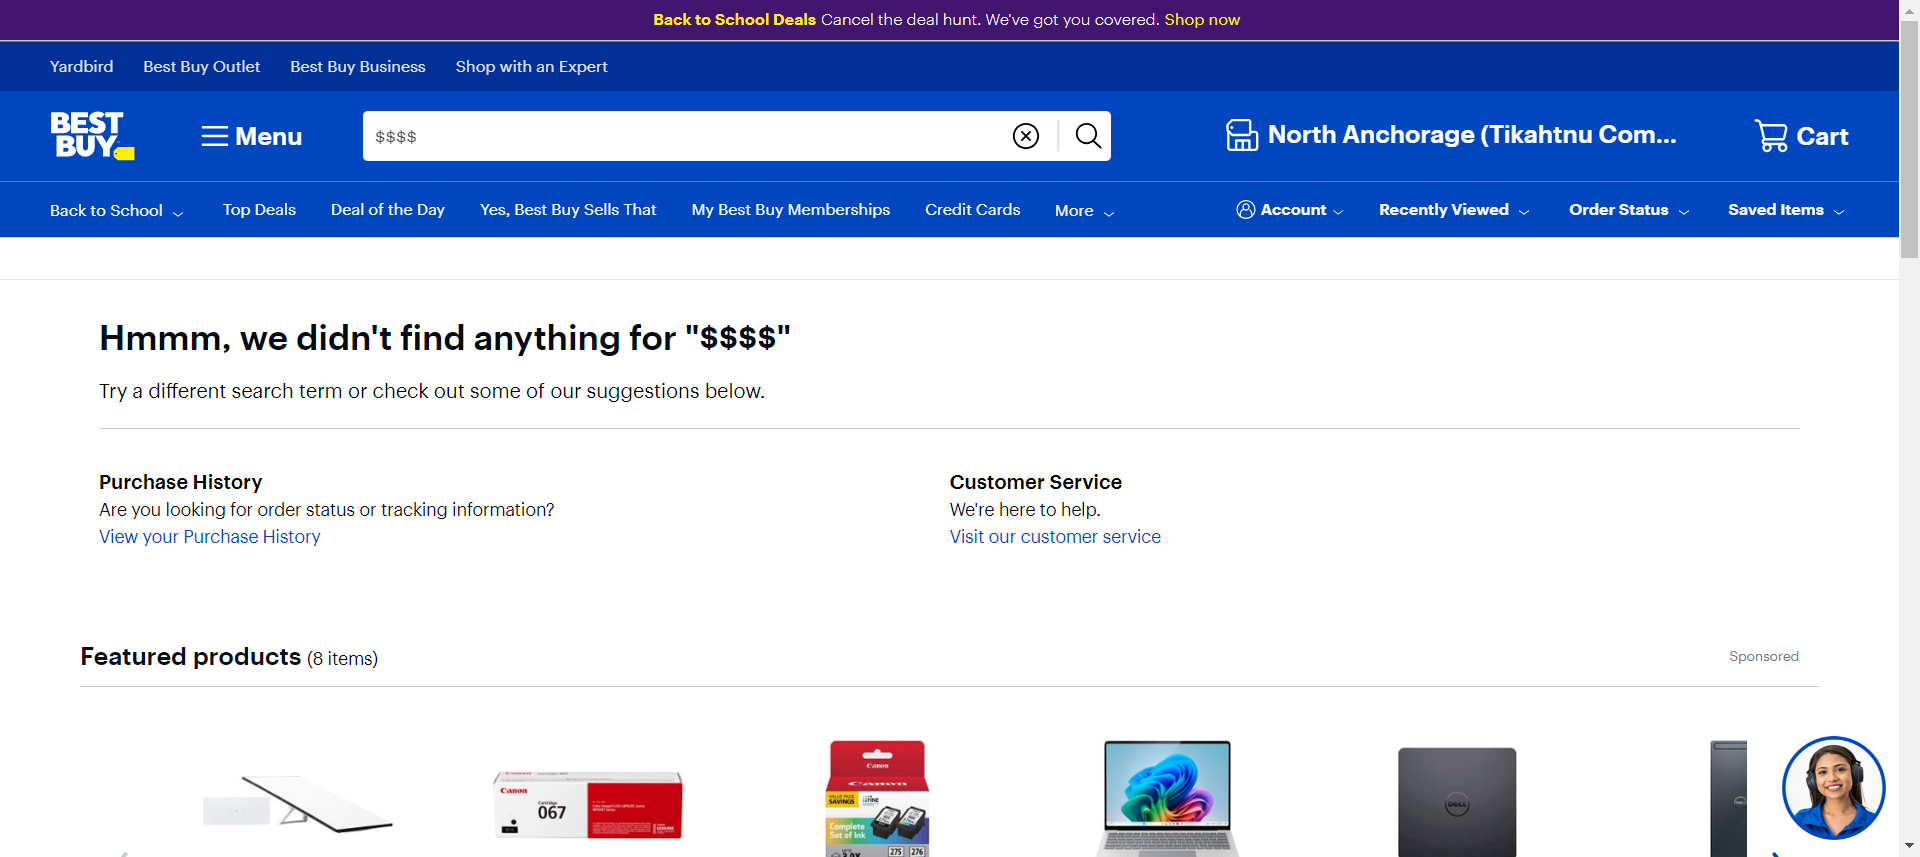 Back to School Deals Cancel the deal hunt. We've got you covered. Shop now
Yardbird Best Buy Outlet Best Buy Business Shop with an Expert
BEST
BUY
Menu
$$$$
North Anchorage (Tikahtnu Com...
Cart
Back to School Top Deals Deal of the Day Yes, Best Buy Sells That My Best Buy Memberships Credit Cards More Account Recently Viewed Order Status Saved Items
Hmmm, we didn't find anything for "$$$$"
Try a different search term or check out some of our suggestions below.
Purchase History
Are you looking for order status or tracking information?
View your Purchase History
Customer Service
We're here to help.
Visit our customer service
Featured products (8 items)
Sponsored
Canon
Cartridge
067
Canon
Canon
VALUE PACK
SAVINGS
Complete
Set of Ink
275 276
DELL